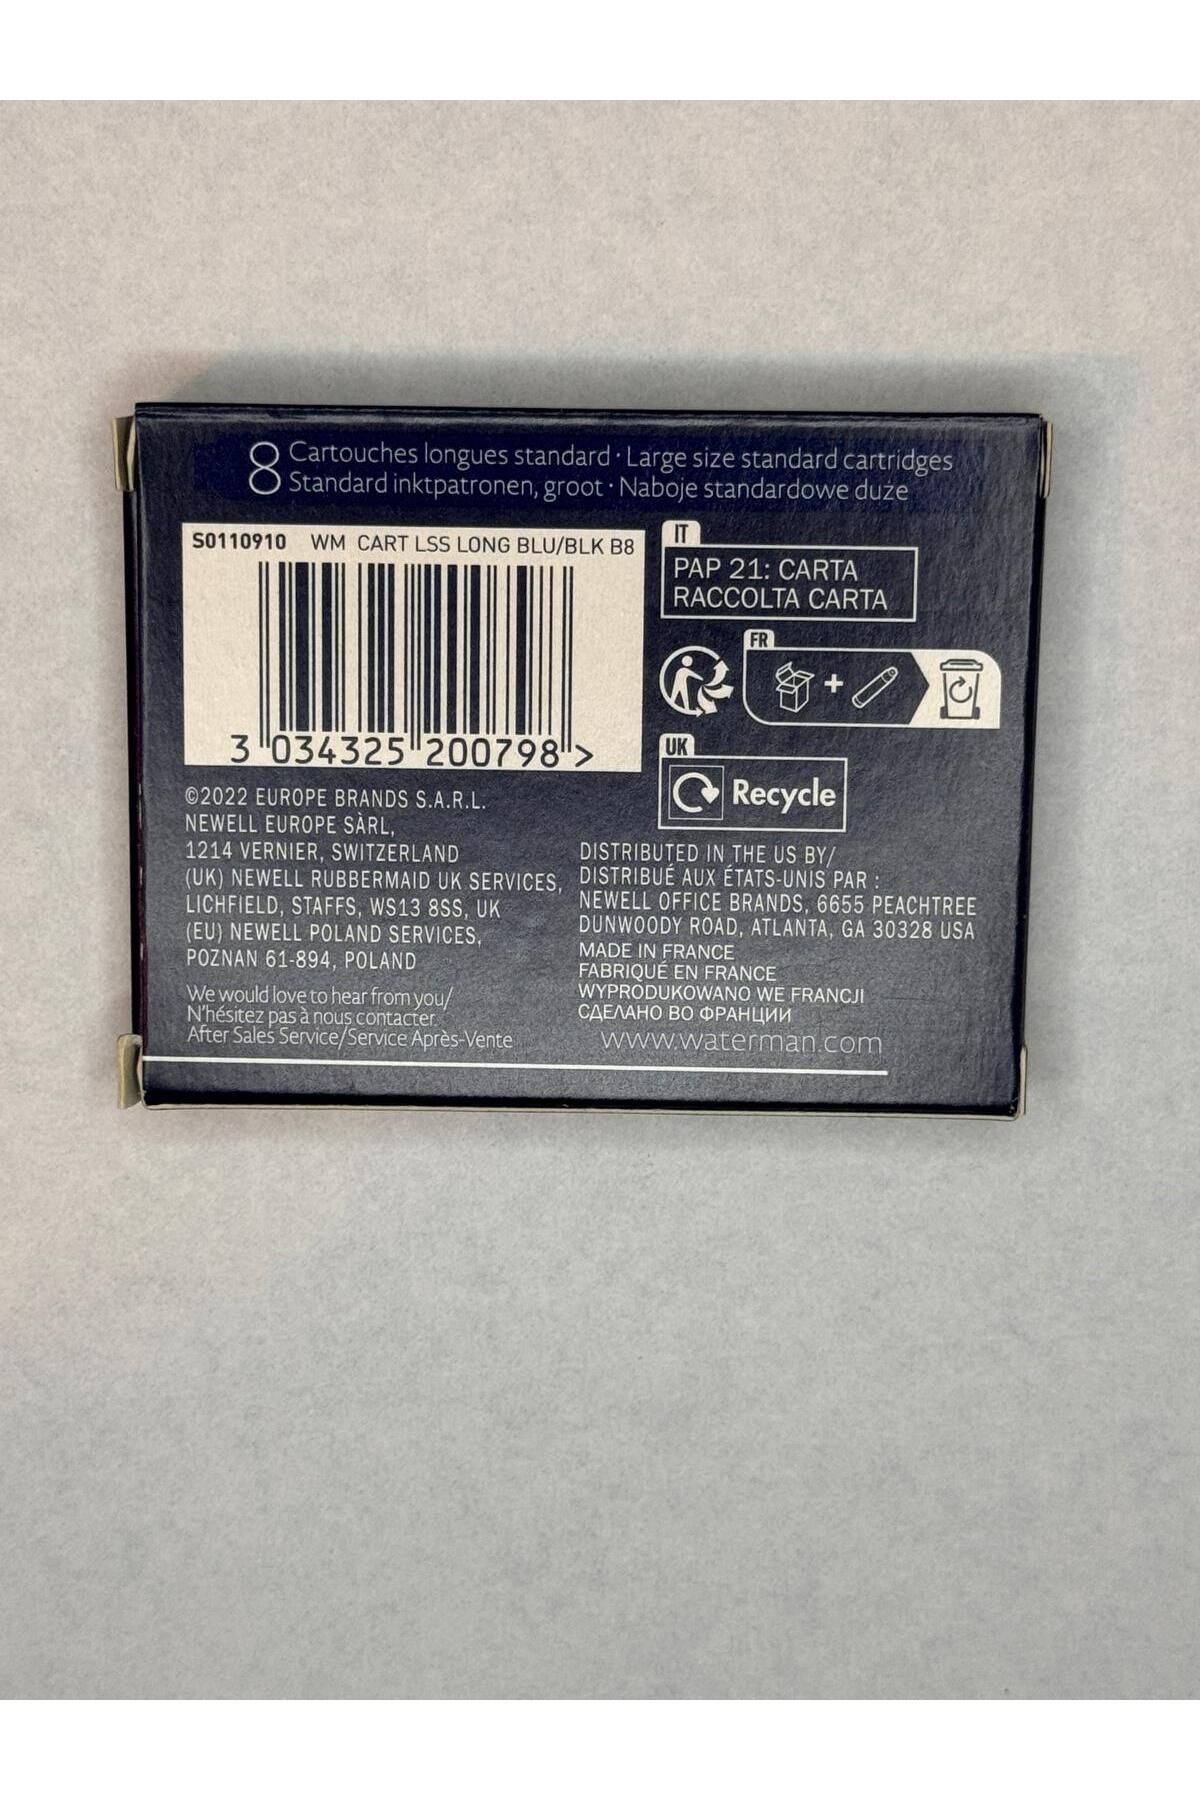 8 Cartouches longues standard · Large size standard cartridges
Standard inktpatronen, groot · Naboje standardowe duże
S0110910 WM CART LSS LONG BLU/BLK B8
3 034325 200798 >
IT
PAP 21: CARTA
RACCOLTA CARTA
FR
+
UK
Recycle
©2022 EUROPE BRANDS S.A.R.L.
NEWELL EUROPE SÀRL,
1214 VERNIER, SWITZERLAND
(UK) NEWELL RUBBERMAID UK SERVICES,
LICHFIELD, STAFFS, WS13 8SS, UK
(EU) NEWELL POLAND SERVICES,
POZNAN 61-894, POLAND
We would love to hear from you/
N'hésitez pas à nous contacter
After Sales Service/Service Après-Vente
DISTRIBUTED IN THE US BY/
DISTRIBUÉ AUX ÉTATS-UNIS PAR :
NEWELL OFFICE BRANDS, 6655 PEACHTREE
DUNWOODY ROAD, ATLANTA, GA 30328 USA
MADE IN FRANCE
FABRIQUÉ EN FRANCE
WYPRODUKOWANO WE FRANCJI
СДЕЛАНО ВО ФРАНЦИИ
www.waterman.com